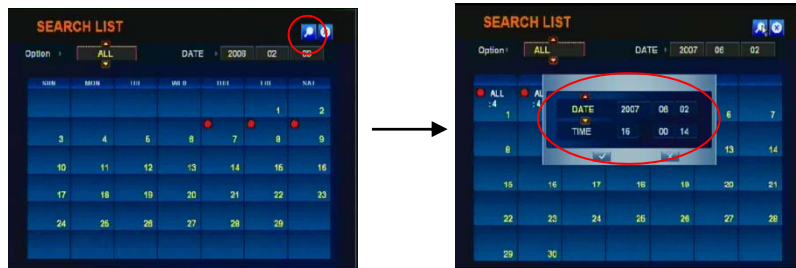 SEARCH LIST
Option ALL DATE 2008 02
SUN MON TUE WED THU FRI SAT
1 2
3 4 5 6 7 8 9
10 11 12 13 14 15 16
17 18 19 20 21 22 23
24 25 26 27 28 29
SEARCH LIST
Option ALL DATE 2007 06 02
ALL AL
:4 :4
1 6 7
DATE 2007 06 02
TIME 16 00 14
8 13 14
15 16 17 18 19 20 21
22 23 24 25 26 27 28
29 30